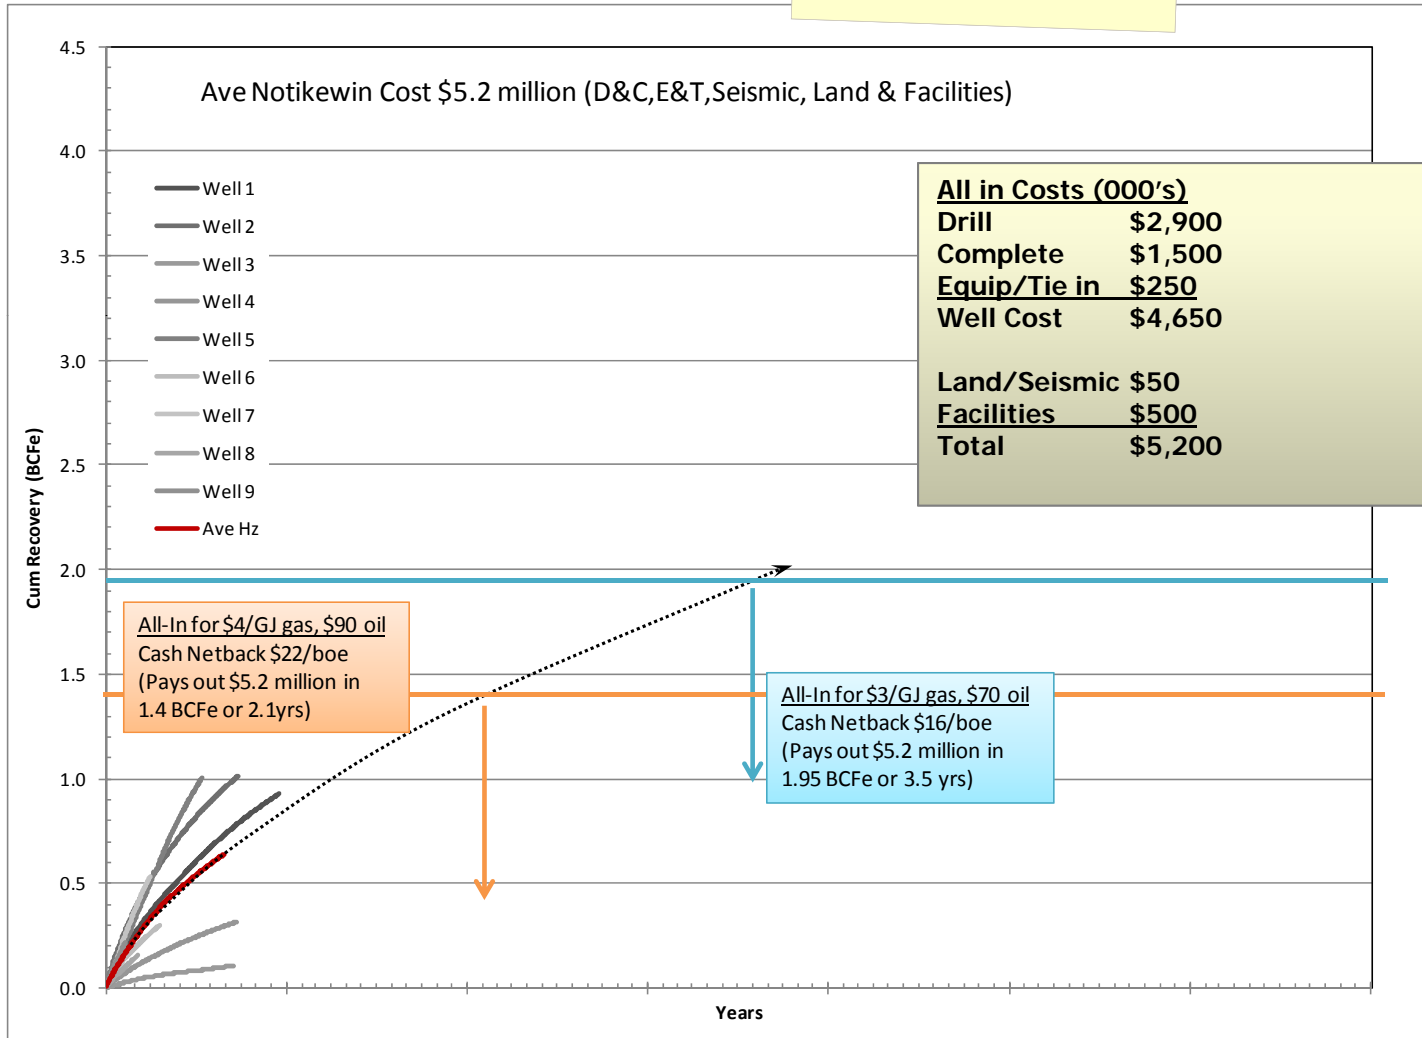 Ave Notikewin Cost $5.2 million (D&C,E&T,Seismic, Land & Facilities)
4.5
4.0
3.5
3.0
2.5
2.0
1.5
1.0
0.5
0.0
Cum Recovery (BCFe)
Years
Well 1
Well 2
Well 3
Well 4
Well 5
Well 6
Well 7
Well 8
Well 9
Ave Hz
All in Costs (000's)
Drill $2,900
Complete $1,500
Equip/Tie in $250
Well Cost $4,650
Land/Seismic $50
Facilities $500
Total $5,200
All-In for $4/GJ gas, $90 oil
Cash Netback $22/boe
(Pays out $5.2 million in
1.4 BCFe or 2.1yrs)
All-In for $3/GJ gas, $70 oil
Cash Netback $16/boe
(Pays out $5.2 million in
1.95 BCFe or 3.5 yrs)